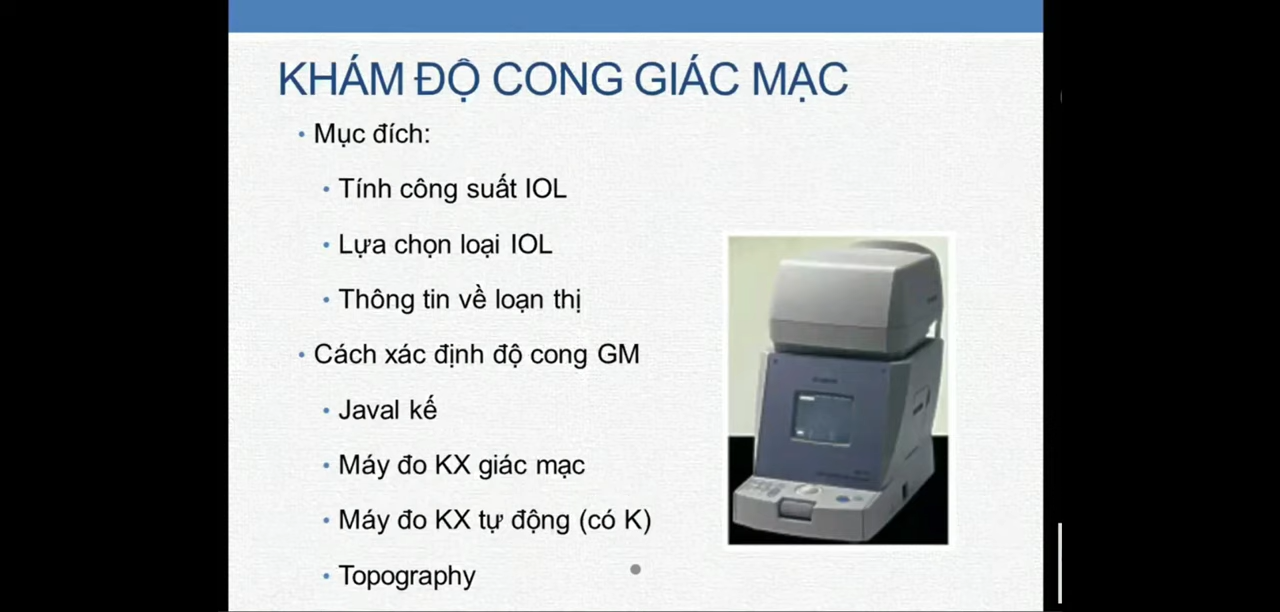 KHÁM ĐỘ CONG GIÁC MẠC
• Mục đích:
• Tính công suất IOL
• Lựa chọn loại IOL
• Thông tin về loạn thị
• Cách xác định độ cong GM
• Javal kế
• Máy đo KX giác mạc
• Máy đo KX tự động (có K)
• Topography